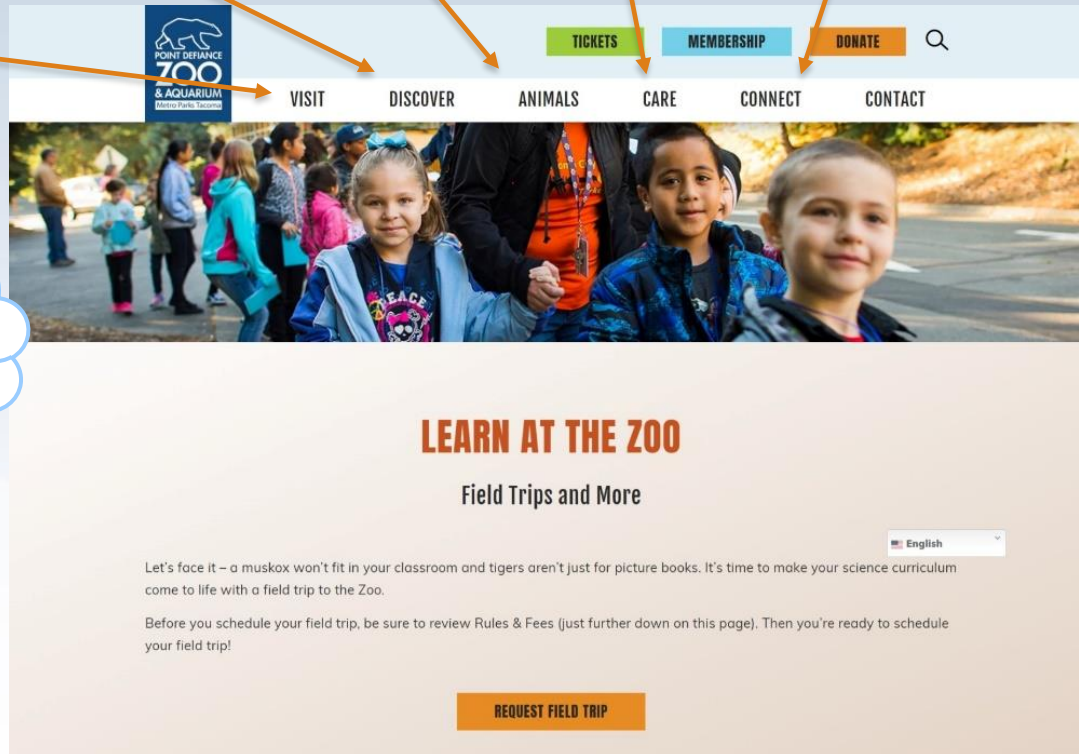 POINT DEFIANCE
ZOO
& AQUARIUM
Metro Parks Tacoma
TICKETS
MEMBERSHIP
DONATE
VISIT
DISCOVER
ANIMALS
CARE
CONNECT
CONTACT
PEACE
LEARN AT THE ZOO
Field Trips and More
English
Let's face it – a muskox won't fit in your classroom and tigers aren't just for picture books. It's time to make your science curriculum
come to life with a field trip to the Zoo.
Before you schedule your field trip, be sure to review Rules & Fees (just further down on this page). Then you're ready to schedule
your field trip!
REQUEST FIELD TRIP